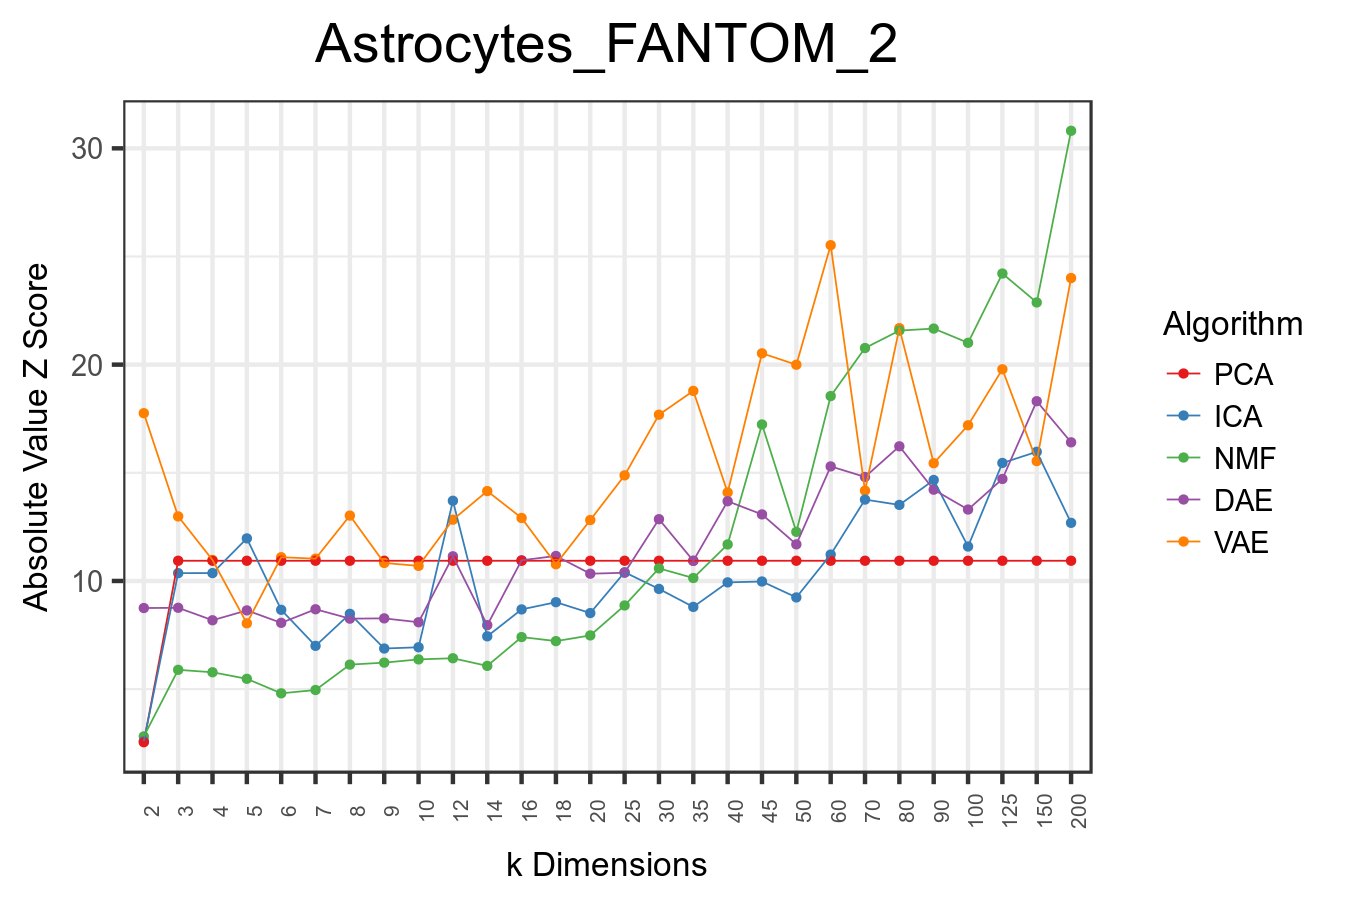 Astrocytes_FANTOM_2
Absolute Value Z Score
30
20
10
2 3 4 5 6 7 8 9 10 12 14 16 18 20 25 30 35 40 45 50 60 70 80 90 100 125 150 200
k Dimensions
Algorithm
PCA
ICA
NMF
DAE
VAE